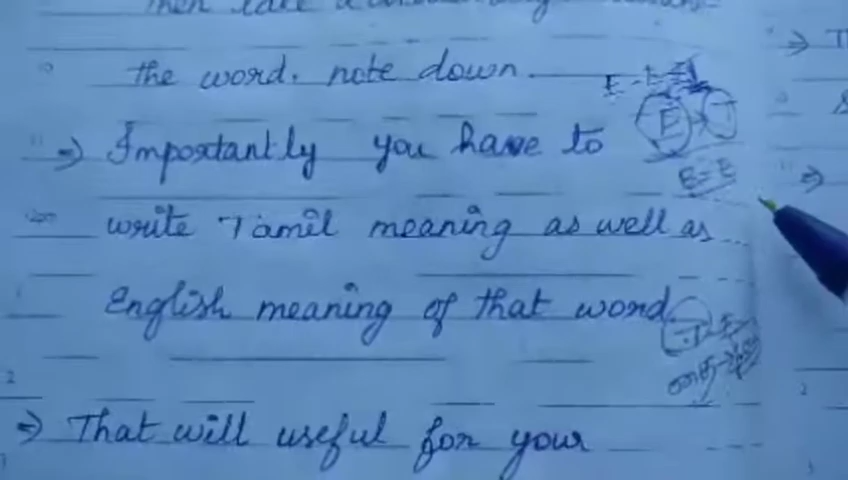 the word. note down
E - E
⇒ Importantly you have to
E → T
E = E
write Tamil meaning as well as
English meaning of that word
⇒ That will useful for your